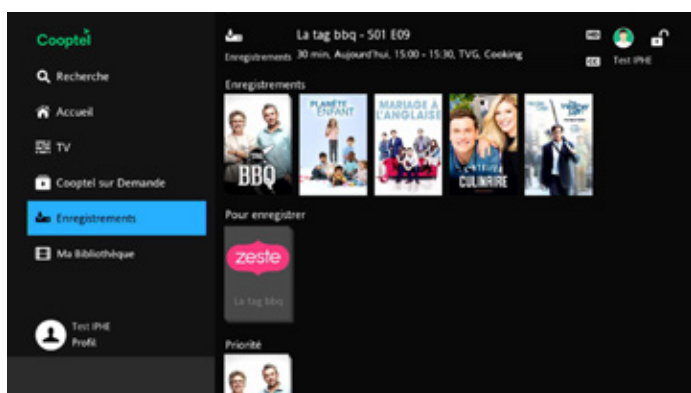 Cooptel
Recherche
Accueil
TV
Cooptel sur Demande
Enregistrements
Ma Bibliothèque
Test IPHE
Profil
La tag bbq - S01 E09
Enregistrements 30 min, Aujourd'hui, 15:00 - 15:30, TVG, Cooking
HD
CC
Test IPHE
Enregistrements
BBQ
PLANÈTE
ENFANT
MARIAGE À
L'ANGLAISE
CULINAIRE
Pour enregistrer
zeste
La tag bbq
Priorité